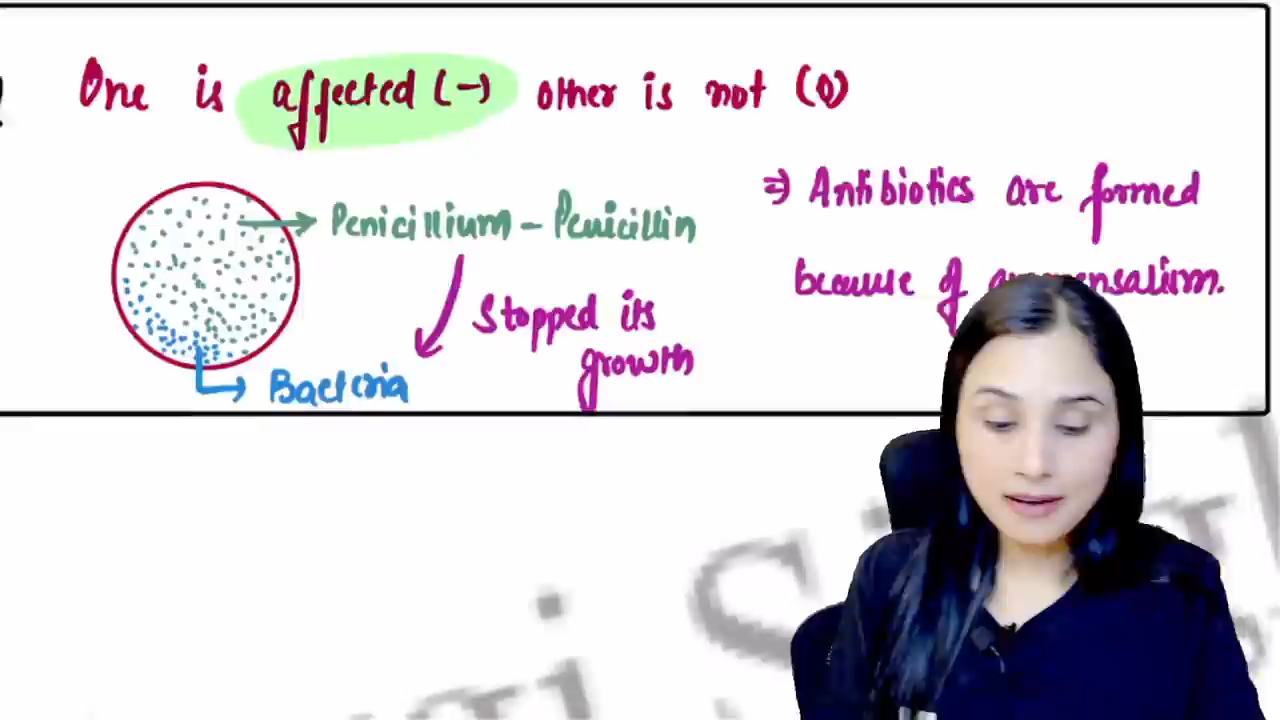 One is affected (-) other is not (0)
Penicillium - Penicillin
⇒ Antibiotics are formed
because of
Stopped its
growth
Bacteria